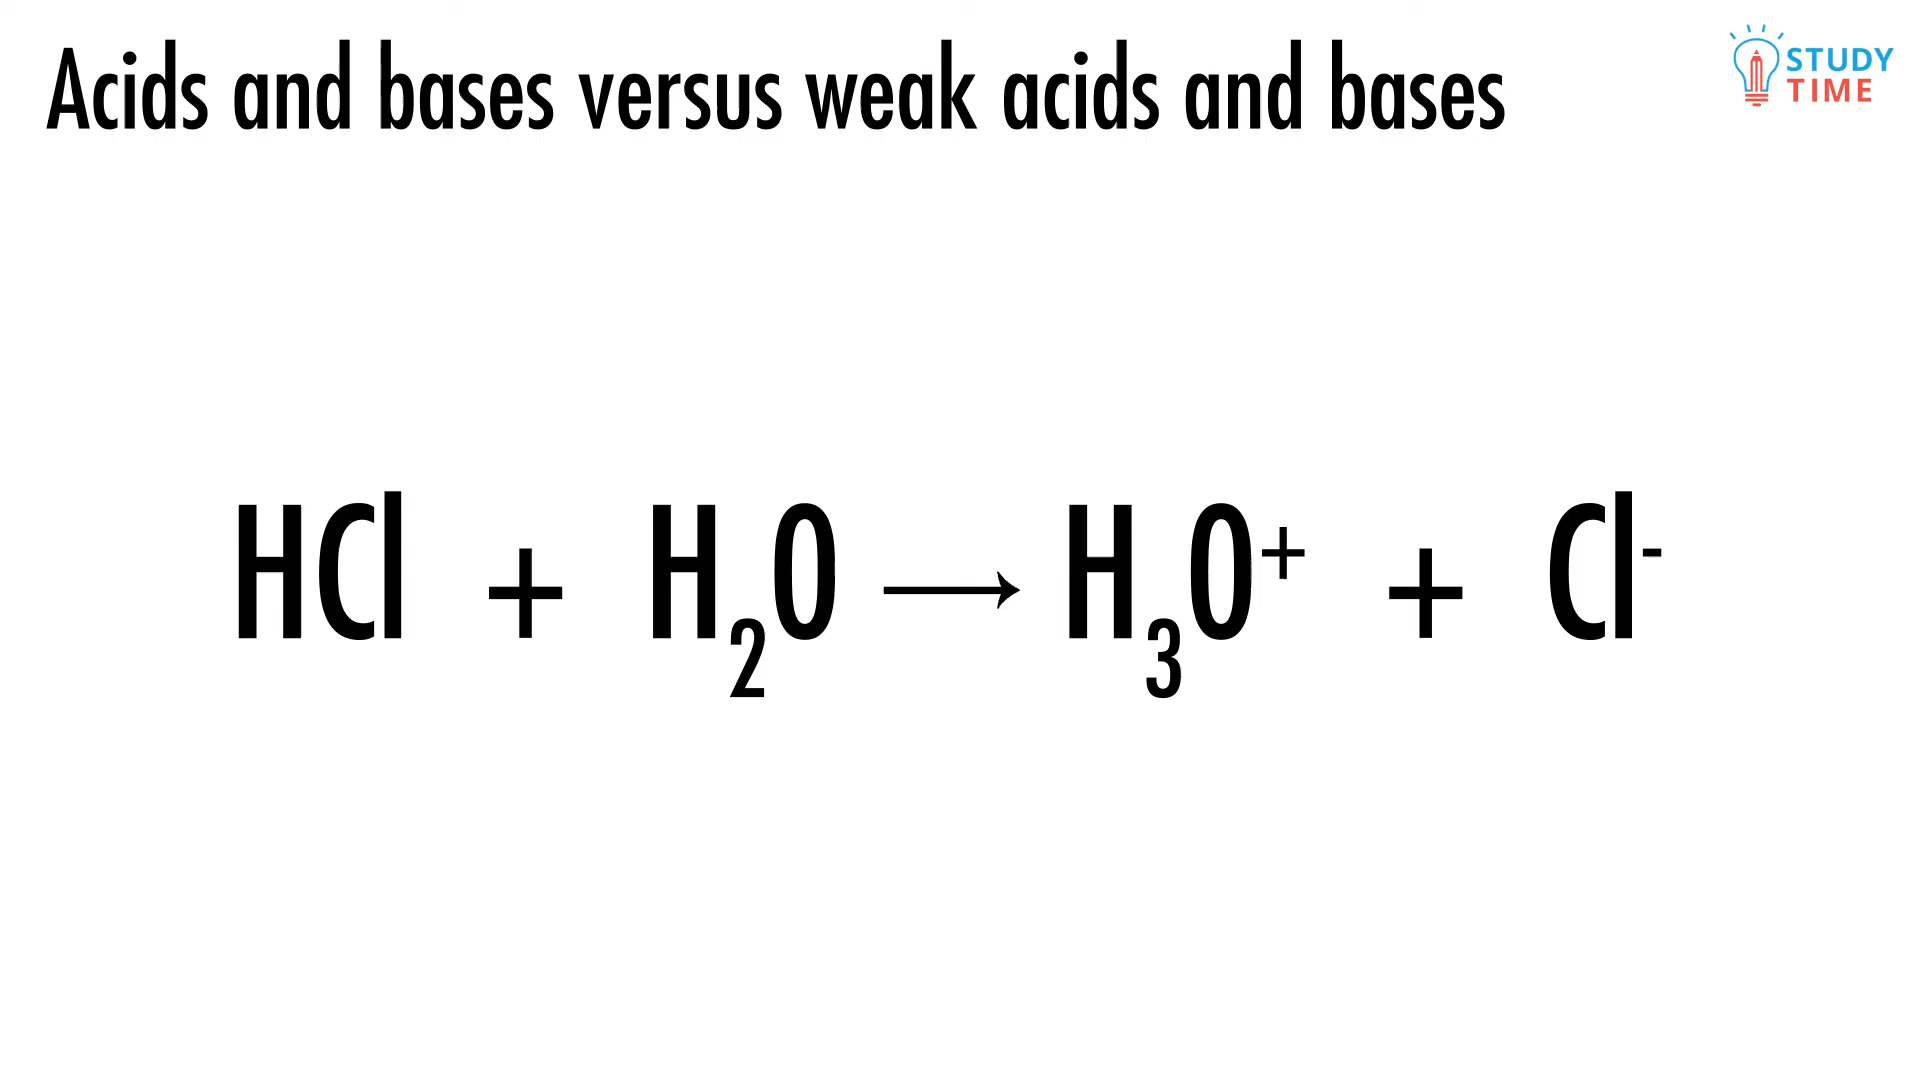 Acids and bases versus weak acids and bases
STUDY
TIME
HCl + H₂O ⟶ H₃O⁺ + Cl⁻